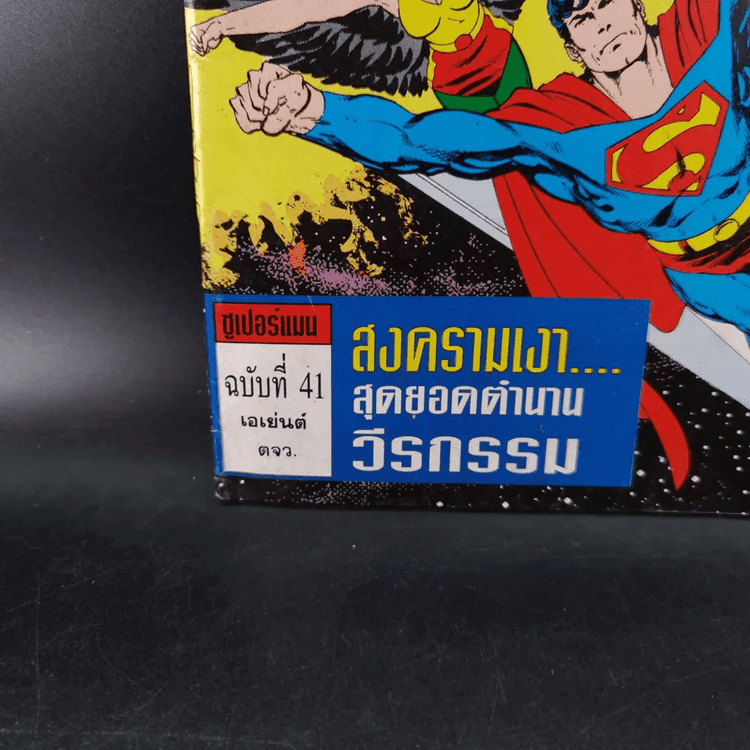 ซูเปอร์แมน
ฉบับที่ 41
เอเย่นต์
ตจว.
สงครามเงา....
สุดยอดตำนาน
วีรกรรม
S